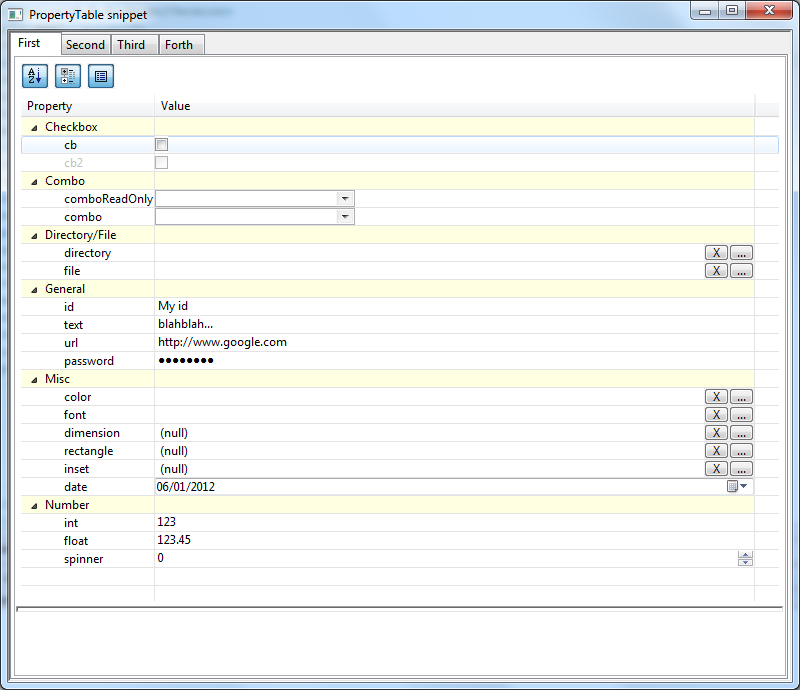 PropertyTable snippet
First Second Third Forth
Property Value
Checkbox
cb
cb2
Combo
comboReadOnly
combo
Directory/File
directory X ...
file X ...
General
id My id
text blahblah...
url http://www.google.com
password ●●●●●●●●
Misc
color X ...
font X ...
dimension (null) X ...
rectangle (null) X ...
inset (null) X ...
date 06/01/2012
Number
int 123
float 123.45
spinner 0